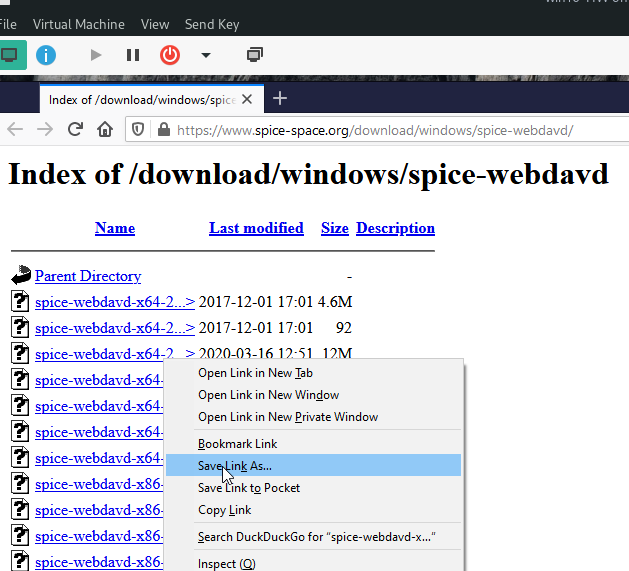 File Virtual Machine View Send Key
Index of /download/windows/spice
https://www.spice-space.org/download/windows/spice-webdavd/
Index of /download/windows/spice-webdavd
Name Last modified Size Description
Parent Directory -
spice-webdavd-x64-2...> 2017-12-01 17:01 4.6M
spice-webdavd-x64-2...> 2017-12-01 17:01 92
spice-webdavd-x64-2...> 2020-03-16 12:51 12M
spice-webdavd-x64-
spice-webdavd-x64-
spice-webdavd-x64-
spice-webdavd-x64-
spice-webdavd-x86-
spice-webdavd-x86-
spice-webdavd-x86-
spice-webdavd-x86-
Open Link in New Tab
Open Link in New Window
Open Link in New Private Window
Bookmark Link
Save Link As...
Save Link to Pocket
Copy Link
Search DuckDuckGo for “spice-webdavd-x...”
Inspect (Q)